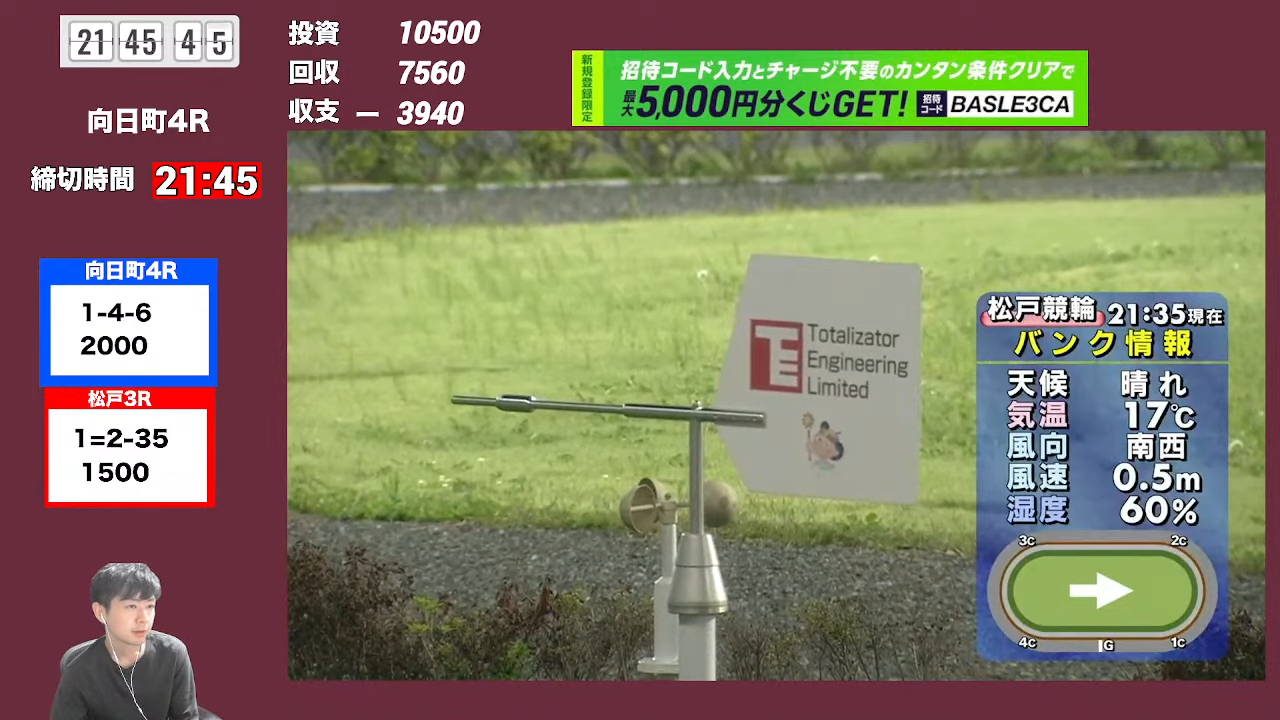 21 45 45
向日町4R
締切時間 21:45
投資 10500
回収 7560
収支 － 3940
新規登録限定
招待コード入力とチャージ不要のカンタン条件クリアで
最大5,000円分くじGET! 招待コード BASLE3CA
向日町4R
1-4-6
2000
松戸3R
1=2-35
1500
Totalizator
Engineering
Limited
松戸競輪 21:35現在
バンク情報
天候 晴れ
気温 17℃
風向 南西
風速 0.5m
湿度 60%
3c 2c
4c G 1c